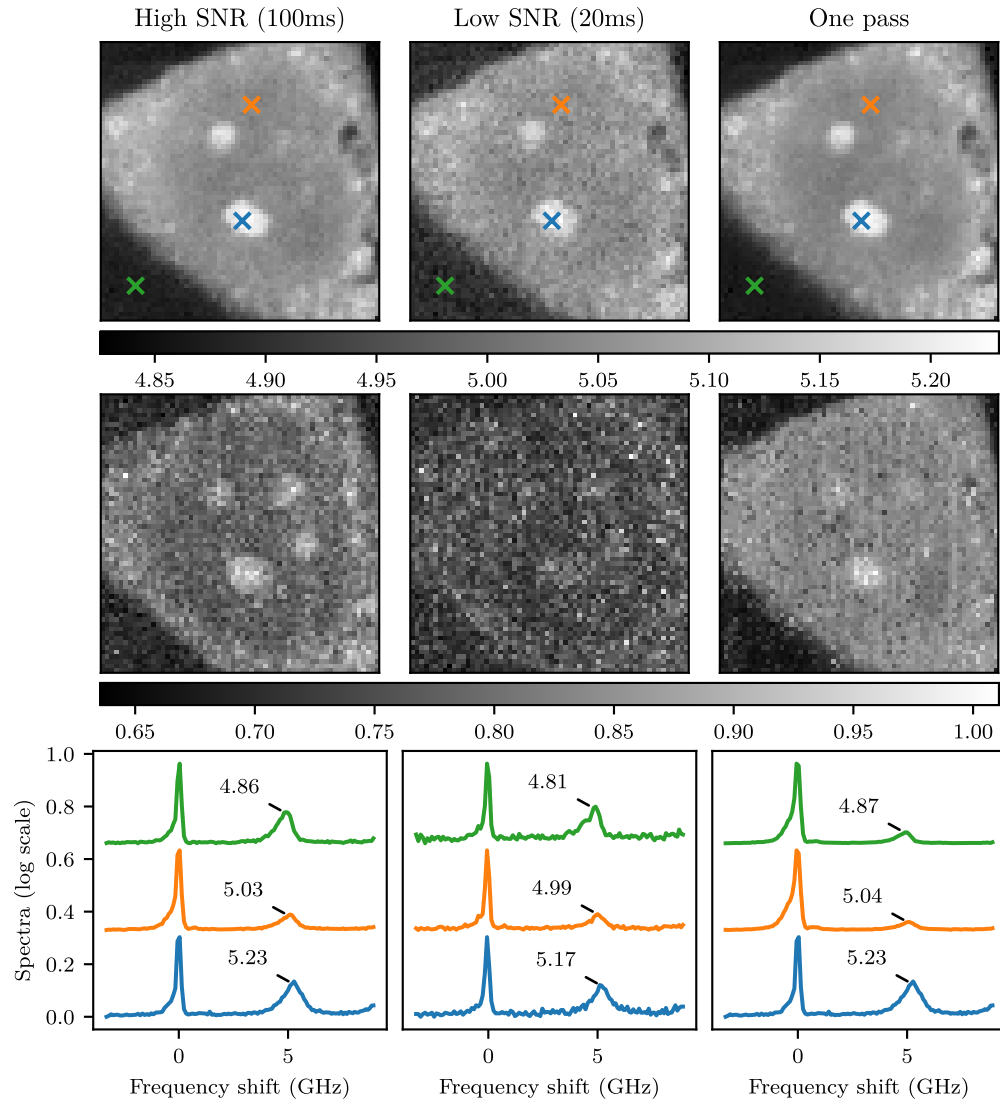 High SNR (100ms) Low SNR (20ms) One pass
4.85 4.90 4.95 5.00 5.05 5.10 5.15 5.20
0.65 0.70 0.75 0.80 0.85 0.90 0.95 1.00
Spectra (log scale)
1.0
0.8
0.6
0.4
0.2
0.0
4.86
5.03
5.23
0 5
Frequency shift (GHz)
4.81
4.99
5.17
0 5
Frequency shift (GHz)
4.87
5.04
5.23
0 5
Frequency shift (GHz)